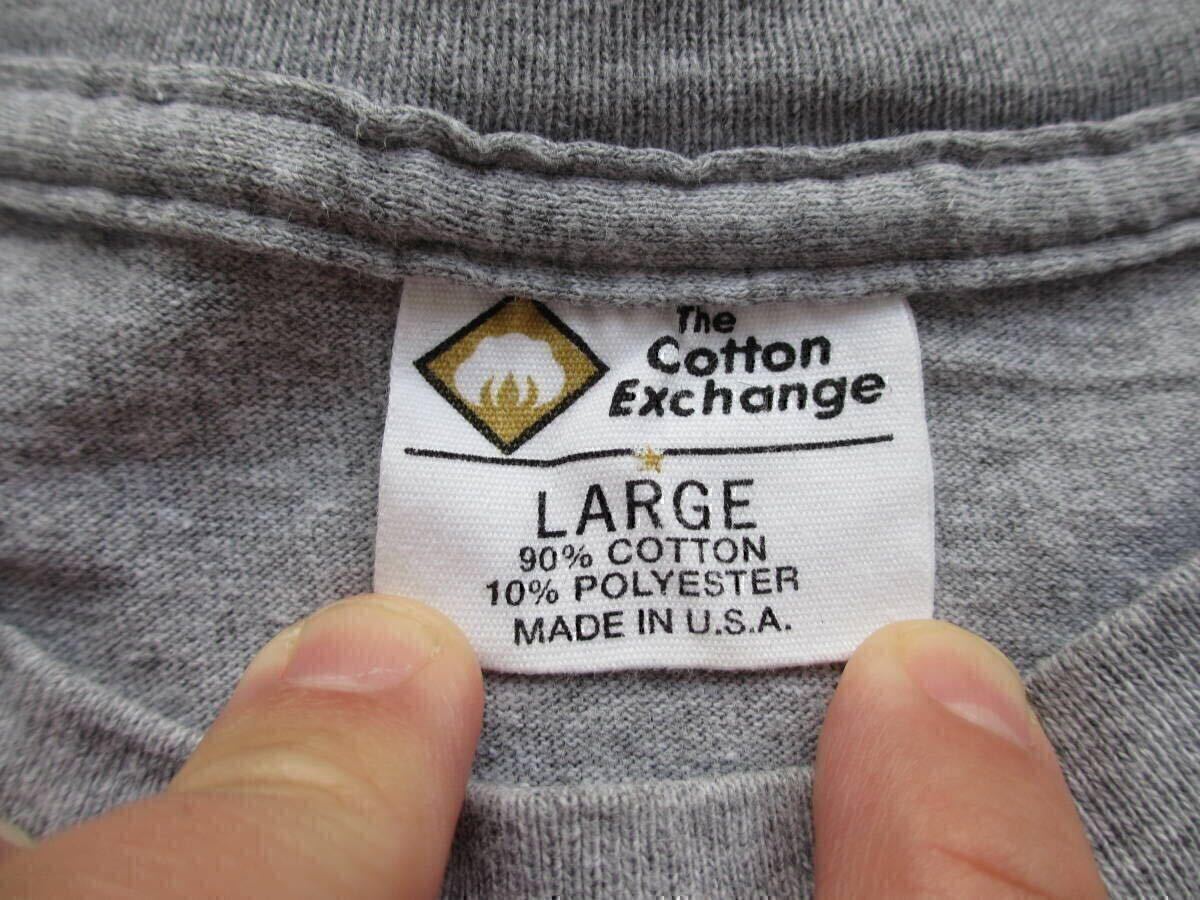 The
Cotton
Exchange
LARGE
90% COTTON
10% POLYESTER
MADE IN U.S.A.